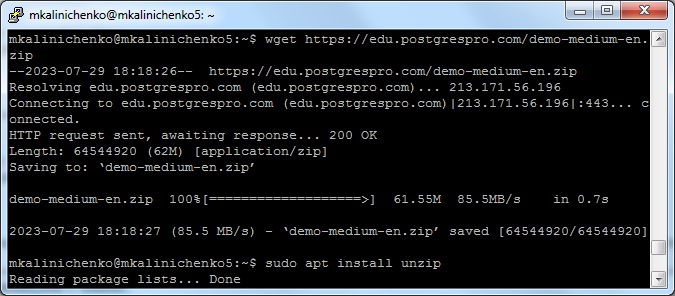 mkalinichenko@mkalinichenko5: ~
mkalinichenko@mkalinichenko5:~$ wget https://edu.postgrespro.com/demo-medium-en.
zip
--2023-07-29 18:18:26--  https://edu.postgrespro.com/demo-medium-en.zip
Resolving edu.postgrespro.com (edu.postgrespro.com)... 213.171.56.196
Connecting to edu.postgrespro.com (edu.postgrespro.com)|213.171.56.196|:443... c
onnected.
HTTP request sent, awaiting response... 200 OK
Length: 64544920 (62M) [application/zip]
Saving to: ‘demo-medium-en.zip’
demo-medium-en.zip  100%[===================>]  61.55M  85.5MB/s    in 0.7s
2023-07-29 18:18:27 (85.5 MB/s) - ‘demo-medium-en.zip’ saved [64544920/64544920]
mkalinichenko@mkalinichenko5:~$ sudo apt install unzip
Reading package lists... Done